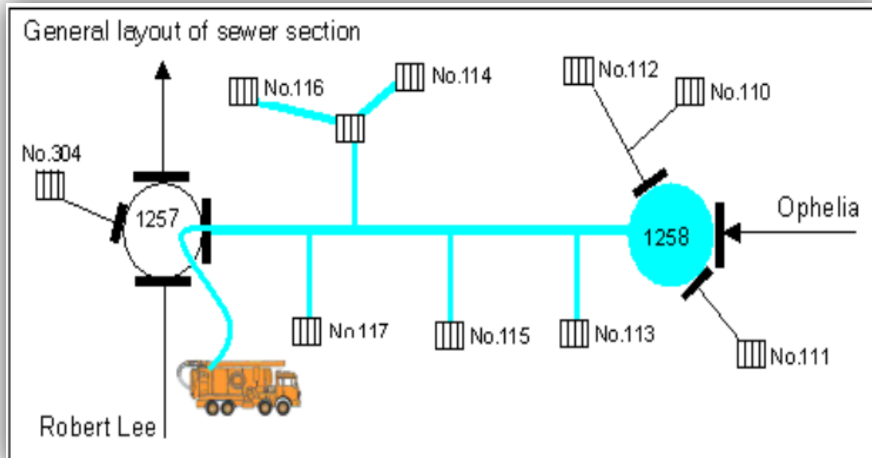 General layout of sewer section
No.116
No.114
No.112
No.110
No.304
1257
1258
Ophelia
No.117
No.115
No.113
No.111
Robert Lee